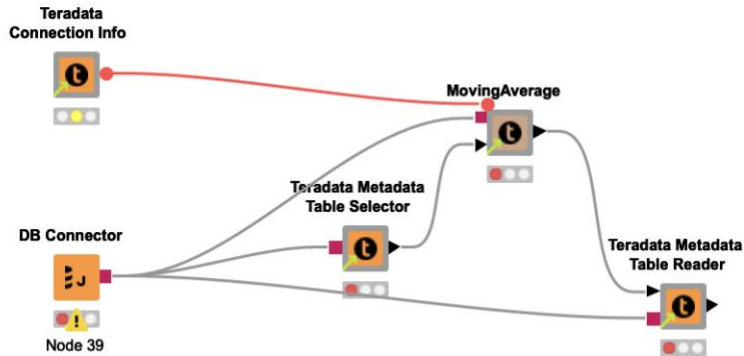 Teradata
Connection Info
MovingAverage
Teradata Metadata
Table Selector
DB Connector
J
Teradata Metadata
Table Reader
Node 39